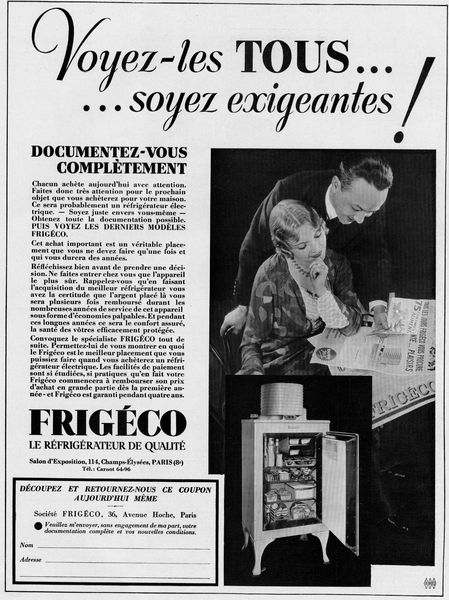 Voyez-les TOUS...
...soyez exigeantes !
DOCUMENTEZ-VOUS
COMPLÈTEMENT
Chacun achète aujourd'hui avec attention.
Faites donc très attention pour le prochain
objet que vous achèterez pour votre maison.
Ce sera probablement un réfrigérateur élec-
trique. — Soyez juste envers vous-même —
Obtenez toute la documentation possible.
PUIS VOYEZ LES DERNIERS MODÈLES
FRIGÉCO.
Cet achat important est un véritable place-
ment que vous ne devez faire qu'une fois et
qui vous durera des années.
Réfléchissez bien avant de prendre une déci-
sion. Ne faites entrer chez vous que l'appareil
le plus sûr. Rappelez-vous qu'en faisant
l'acquisition du meilleur réfrigérateur vous
avez la certitude que l'argent placé là vous
sera plusieurs fois remboursé durant les
nombreuses années de service de cet appareil
sous forme d'économies palpables. Et pendant
ces longues années ce sera le confort assuré,
la santé des vôtres efficacement protégée.
Convoquez le spécialiste FRIGÉCO tout de
suite. Permettez-lui de vous montrer en quoi
le Frigéco est le meilleur placement que vous
puissiez faire quand vous achèterez un réfri-
gérateur électrique. Les facilités de paiement
sont si étudiées, si pratiques qu'en fait votre
Frigéco commencera à rembourser son prix
d'achat en grande partie dès la première an-
née - et Frigéco est garanti pendant quatre ans.
FRIGÉCO
LE RÉFRIGÉRATEUR DE QUALITÉ
Salon d'Exposition, 114, Champs-Élysées, PARIS (8e)
Tél. : Carnot 64-96
DÉCOUPEZ ET RETOURNEZ-NOUS CE COUPON
AUJOURD'HUI MÊME
Société FRIGÉCO, 36, Avenue Hoche, Paris
Veuillez m'envoyer, sans engagement de ma part, votre
documentation complète et vos nouvelles conditions.
Nom
Adresse
75
PLAISIRS
FRIGÉCO